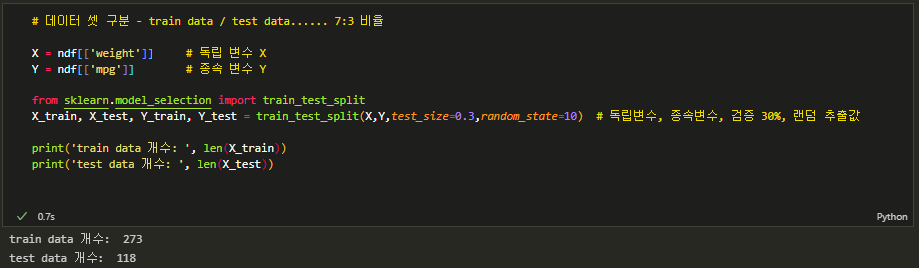 # 데이터 셋 구분 - train data / test data...... 7:3 비율
X = ndf[['weight']]     # 독립 변수 X
Y = ndf[['mpg']]        # 종속 변수 Y
from sklearn.model_selection import train_test_split
X_train, X_test, Y_train, Y_test = train_test_split(X,Y,test_size=0.3,random_state=10)  # 독립변수, 종속변수, 검증 30%, 랜덤 추출값
print('train data 개수: ', len(X_train))
print('test data 개수: ', len(X_test))
✓ 0.7s
Python
train data 개수:  273
test data 개수:  118